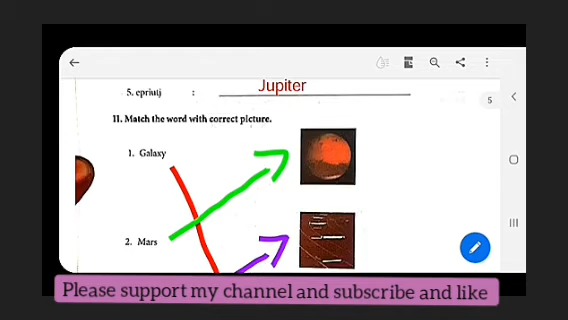 5. epriutj : Jupiter
5
11. Match the word with correct picture.
1. Galaxy
2. Mars
Please support my channel and subscribe and like